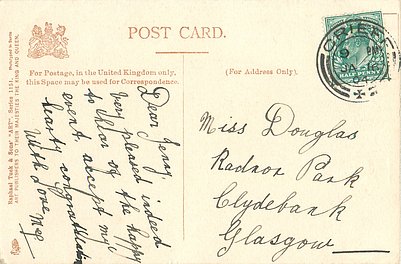 POST CARD.
For Postage, in the United Kingdom only,
this Space may be used for Correspondence.
(For Address Only).
Raphael Tuck & Sons' "ART" Series 1151.
ART PUBLISHERS TO THEIR MAJESTIES THE KING AND QUEEN.
Dear Jenny
Very pleased indeed
to hear of the happy
event. accept my
hearty congratulations
With Love
Miss Douglas
Radnor Park
Clydebank
Glasgow
CRIEFF
HALF PENNY